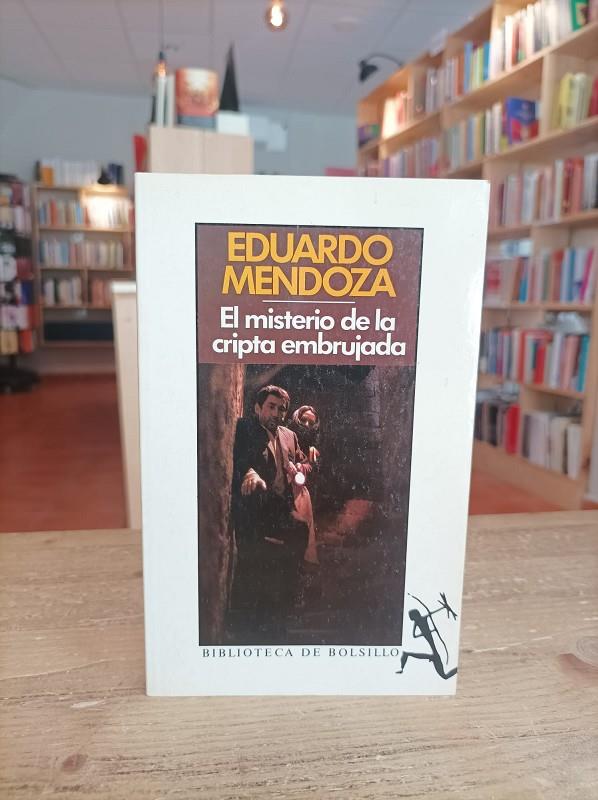 EDUARDO
MENDOZA
El misterio de la
cripta embrujada
BIBLIOTECA DE BOLSILLO